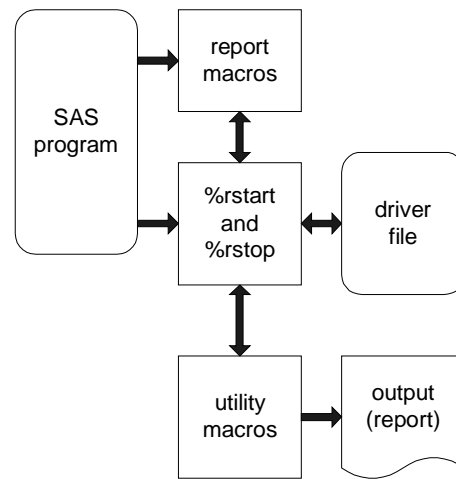 report
macros
SAS
program
%rstart
and
%rstop
driver
file
utility
macros
output
(report)